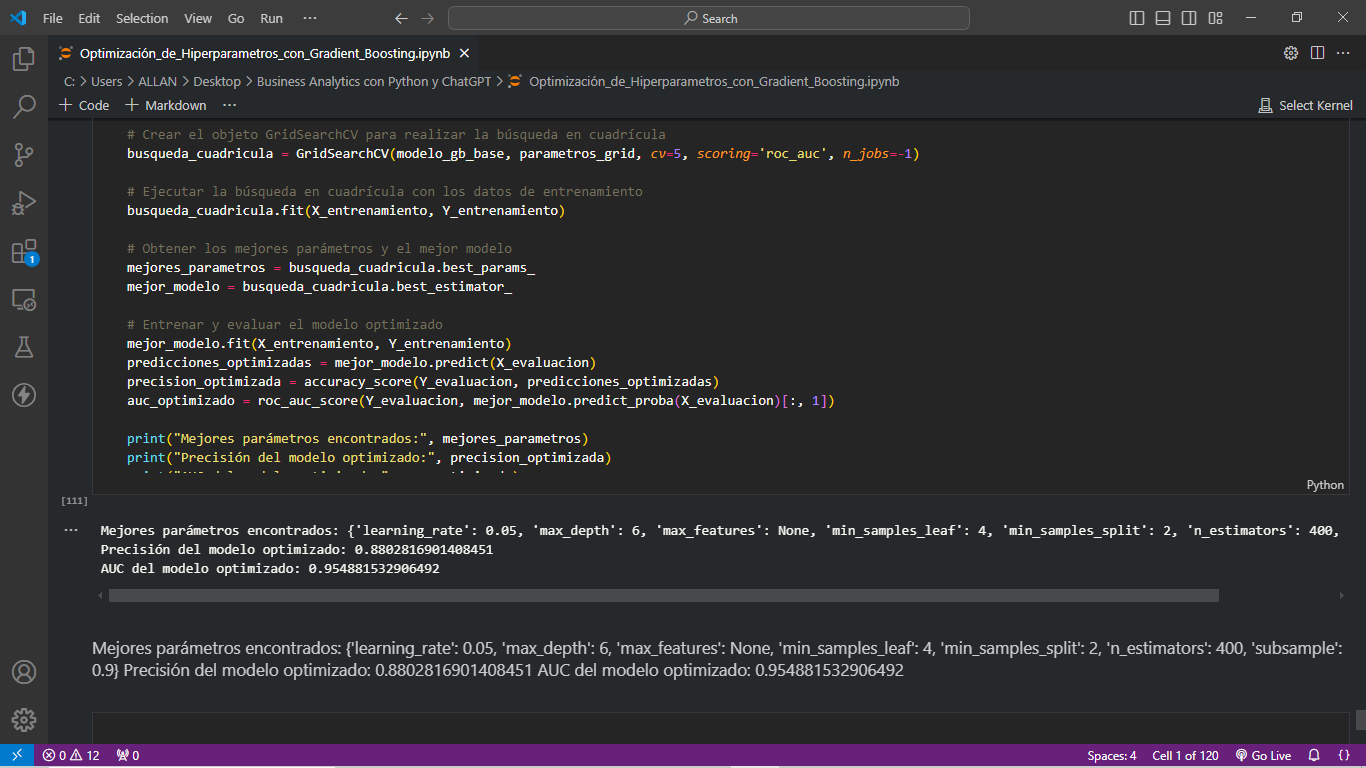 File Edit Selection View Go Run ··· Search
Optimización_de_Hiperparametros_con_Gradient_Boosting.ipynb
C: > Users > ALLAN > Desktop > Business Analytics con Python y ChatGPT > Optimización_de_Hiperparametros_con_Gradient_Boosting.ipynb
+ Code + Markdown ··· Select Kernel
# Crear el objeto GridSearchCV para realizar la búsqueda en cuadrícula
busqueda_cuadricula = GridSearchCV(modelo_gb_base, parametros_grid, cv=5, scoring='roc_auc', n_jobs=-1)
# Ejecutar la búsqueda en cuadrícula con los datos de entrenamiento
busqueda_cuadricula.fit(X_entrenamiento, Y_entrenamiento)
# Obtener los mejores parámetros y el mejor modelo
mejores_parametros = busqueda_cuadricula.best_params_
mejor_modelo = busqueda_cuadricula.best_estimator_
# Entrenar y evaluar el modelo optimizado
mejor_modelo.fit(X_entrenamiento, Y_entrenamiento)
predicciones_optimizadas = mejor_modelo.predict(X_evaluacion)
precision_optimizada = accuracy_score(Y_evaluacion, predicciones_optimizadas)
auc_optimizado = roc_auc_score(Y_evaluacion, mejor_modelo.predict_proba(X_evaluacion)[:, 1])
print("Mejores parámetros encontrados:", mejores_parametros)
print("Precisión del modelo optimizado:", precision_optimizada)
Python
[111]
Mejores parámetros encontrados: {'learning_rate': 0.05, 'max_depth': 6, 'max_features': None, 'min_samples_leaf': 4, 'min_samples_split': 2, 'n_estimators': 400,
Precisión del modelo optimizado: 0.8802816901408451
AUC del modelo optimizado: 0.954881532906492
Mejores parámetros encontrados: {'learning_rate': 0.05, 'max_depth': 6, 'max_features': None, 'min_samples_leaf': 4, 'min_samples_split': 2, 'n_estimators': 400, 'subsample':
0.9} Precisión del modelo optimizado: 0.8802816901408451 AUC del modelo optimizado: 0.954881532906492
1
0 12 0 Spaces: 4 Cell 1 of 120 Go Live {}